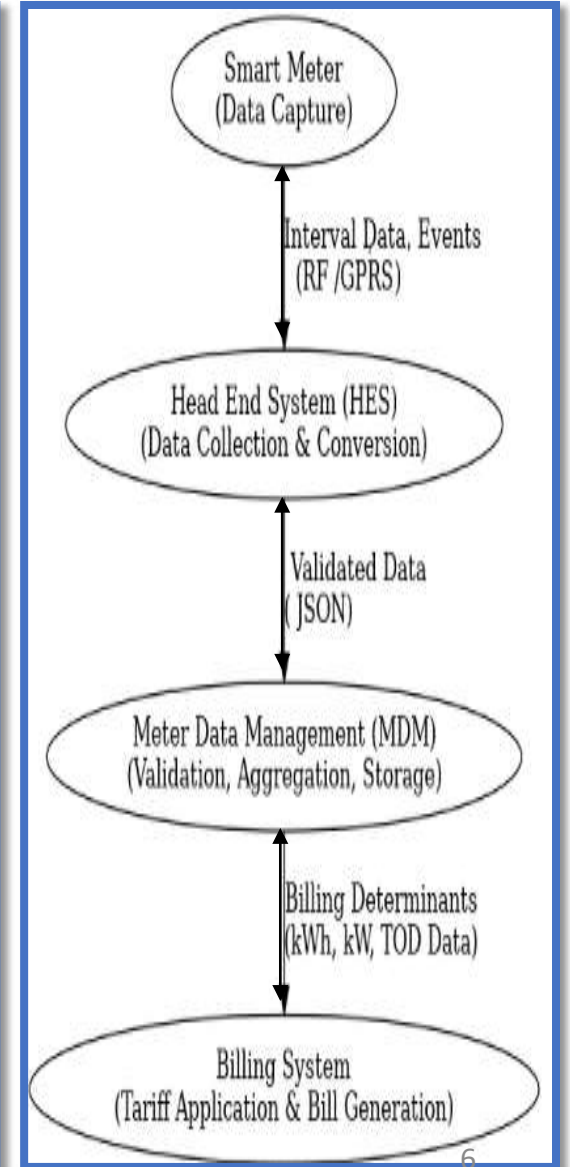 Smart Meter
(Data Capture)
Interval Data, Events
(RF /GPRS)
Head End System (HES)
(Data Collection & Conversion)
Validated Data
( JSON)
Meter Data Management (MDM)
(Validation, Aggregation, Storage)
Billing Determinants
(kWh, kW, TOD Data)
Billing System
(Tariff Application & Bill Generation)
6